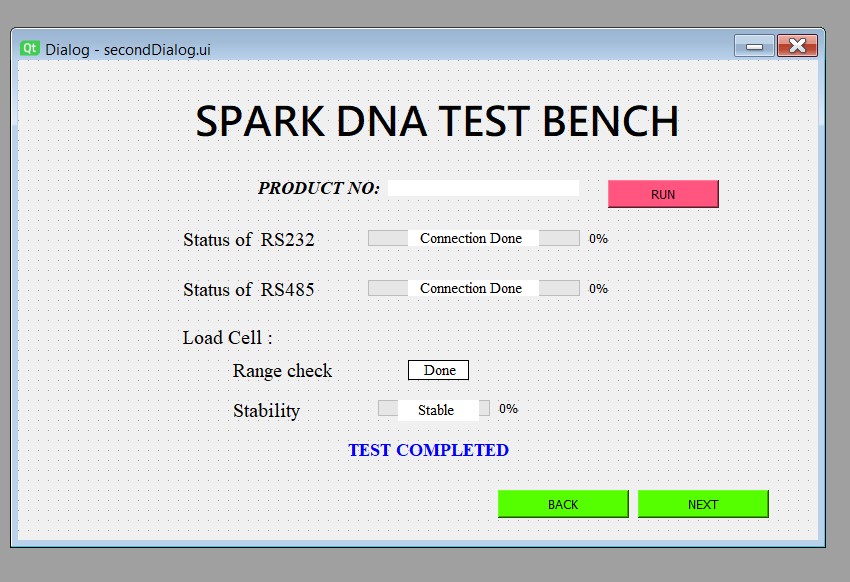 Qt Dialog - secondDialog.ui
SPARK DNA TEST BENCH
PRODUCT NO:
RUN
Status of RS232 Connection Done 0%
Status of RS485 Connection Done 0%
Load Cell :
Range check Done
Stability Stable 0%
TEST COMPLETED
BACK NEXT